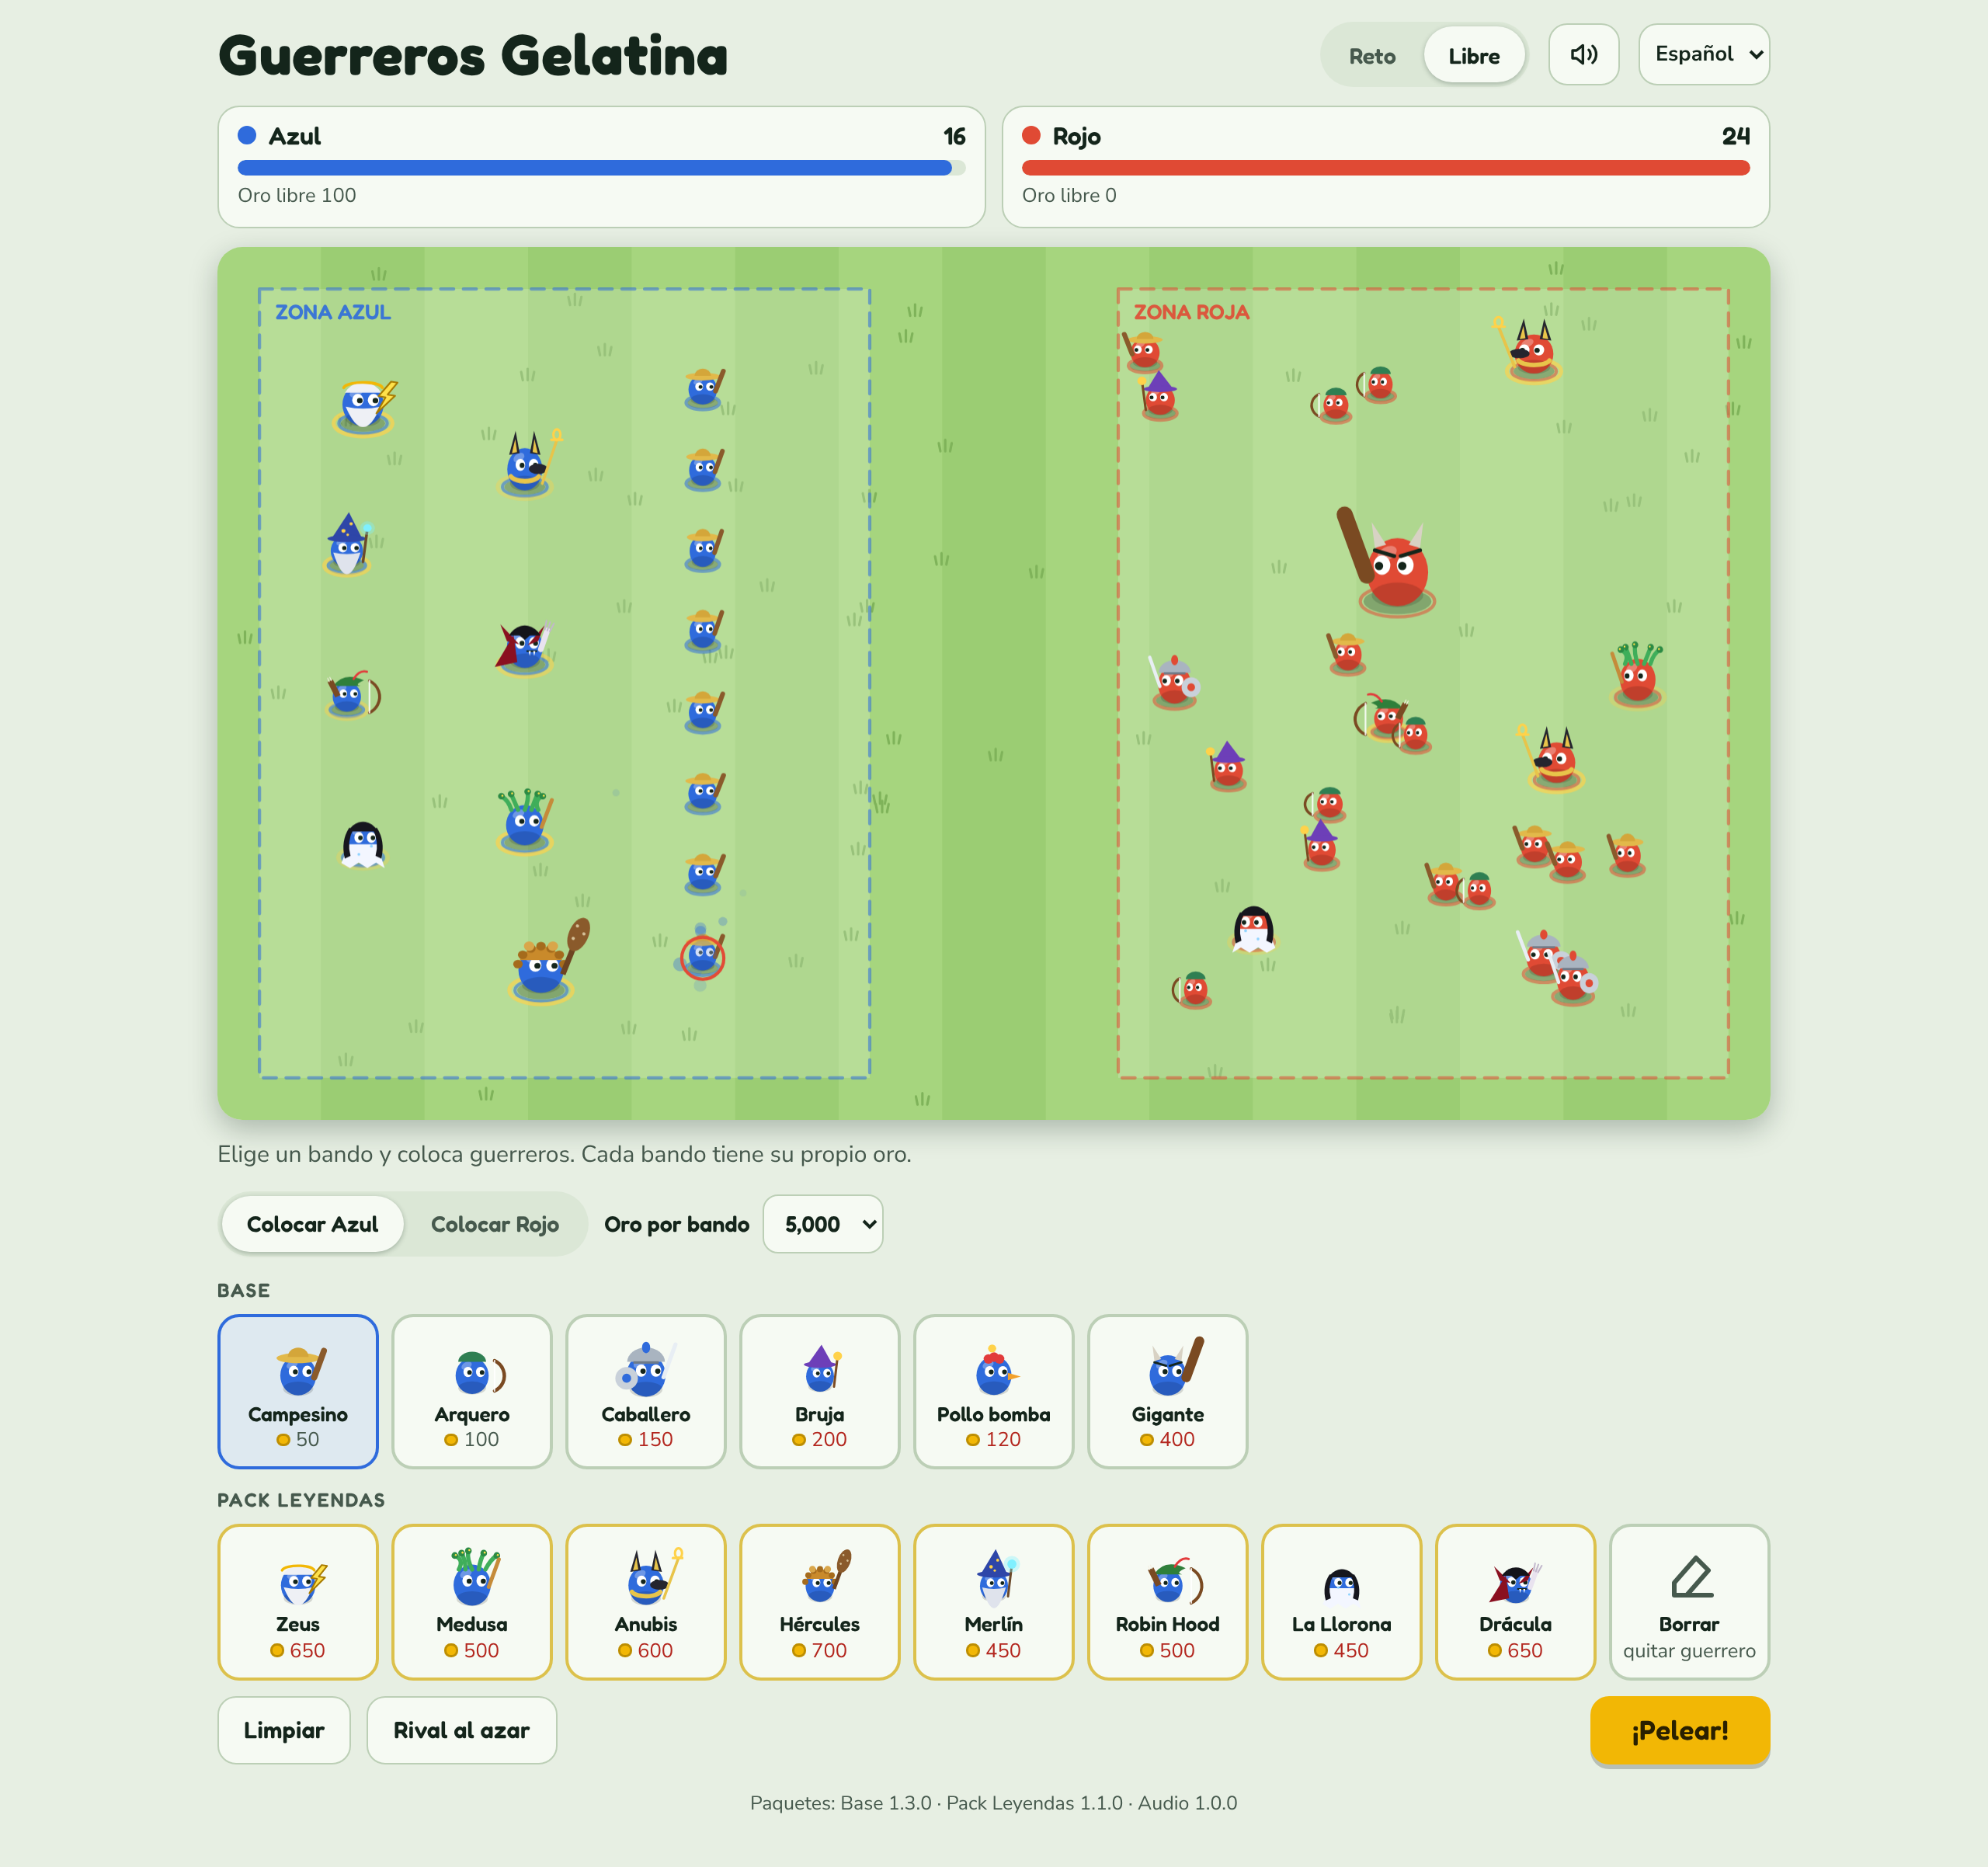 Guerreros Gelatina
Reto
Libre
Español
Azul
16
Oro libre 100
Rojo
24
Oro libre 0
ZONA AZUL
ZONA ROJA
Elige un bando y coloca guerreros. Cada bando tiene su propio oro.
Colocar Azul
Colocar Rojo
Oro por bando
5,000
BASE
Campesino
50
Arquero
100
Caballero
150
Bruja
200
Pollo bomba
120
Gigante
400
PACK LEYENDAS
Zeus
650
Medusa
500
Anubis
600
Hércules
700
Merlín
450
Robin Hood
500
La Llorona
450
Drácula
650
Borrar
quitar guerrero
Limpiar
Rival al azar
¡Pelear!
Paquetes: Base 1.3.0 · Pack Leyendas 1.1.0 · Audio 1.0.0